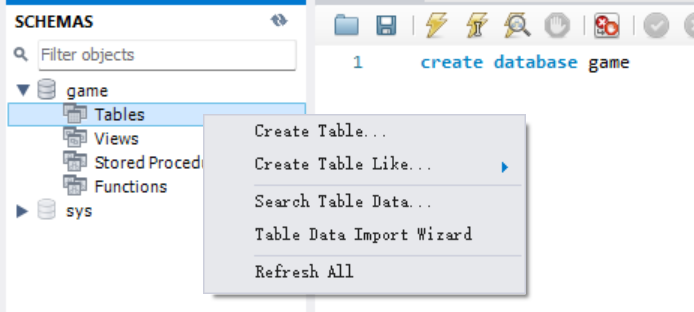 SCHEMAS
Filter objects
1 create database game
game
Tables
Views
Stored Proced
Functions
sys
Create Table...
Create Table Like...
Search Table Data...
Table Data Import Wizard
Refresh All